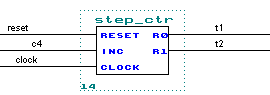 step_ctr
reset RESET R0 t1
c4 INC R1 t2
clock CLOCK
14